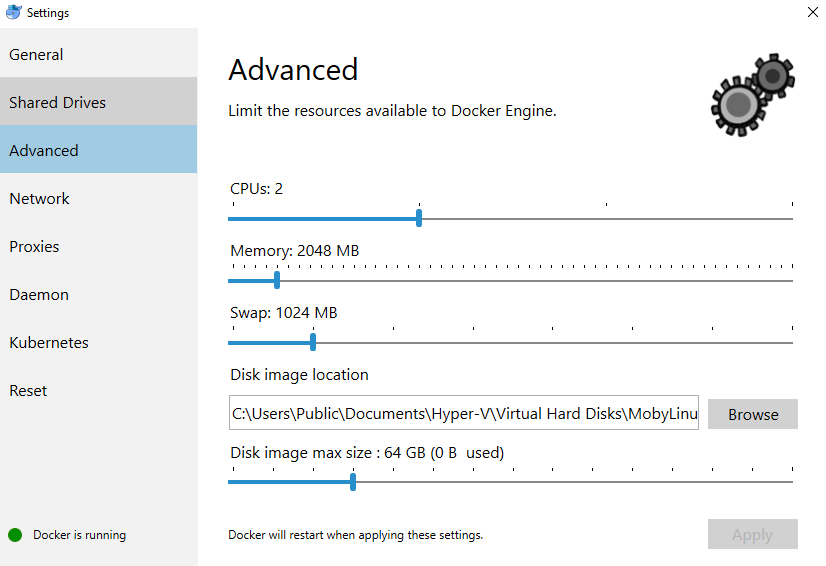 Settings
General
Shared Drives
Advanced
Network
Proxies
Daemon
Kubernetes
Reset
Docker is running
Advanced
Limit the resources available to Docker Engine.
CPUs: 2
Memory: 2048 MB
Swap: 1024 MB
Disk image location
C:\Users\Public\Documents\Hyper-V\Virtual Hard Disks\MobyLinu
Browse
Disk image max size : 64 GB (0 B  used)
Docker will restart when applying these settings.
Apply